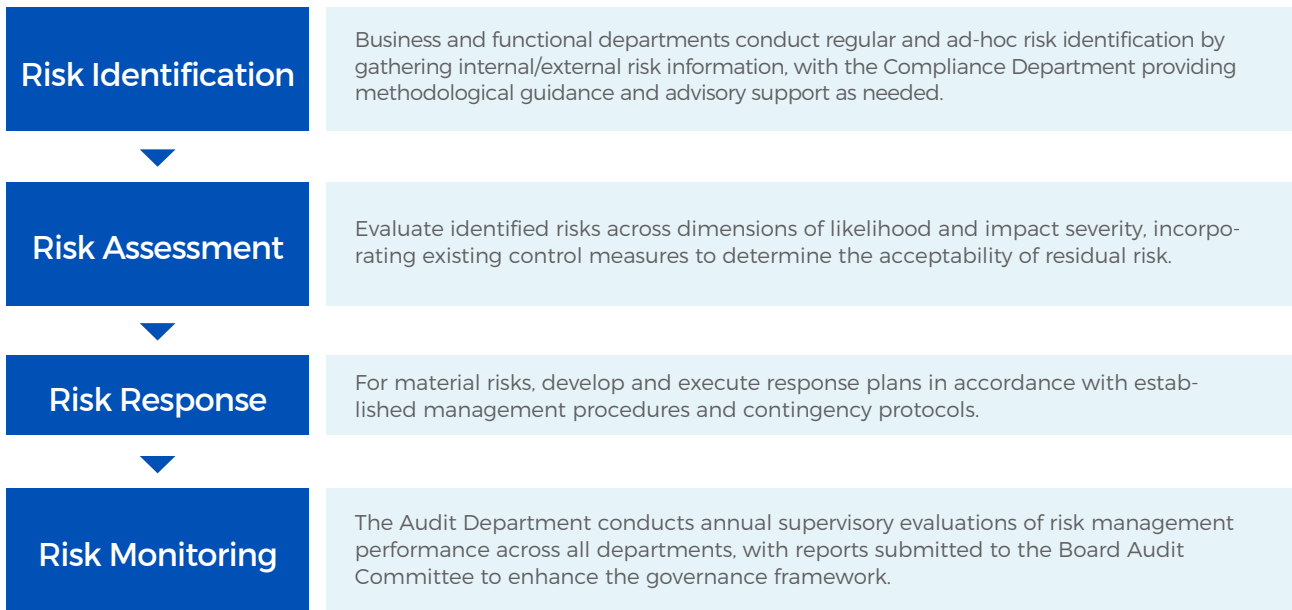 Risk Identification
Business and functional departments conduct regular and ad-hoc risk identification by
gathering internal/external risk information, with the Compliance Department providing
methodological guidance and advisory support as needed.
Risk Assessment
Evaluate identified risks across dimensions of likelihood and impact severity, incorpo-
rating existing control measures to determine the acceptability of residual risk.
Risk Response
For material risks, develop and execute response plans in accordance with estab-
lished management procedures and contingency protocols.
Risk Monitoring
The Audit Department conducts annual supervisory evaluations of risk management
performance across all departments, with reports submitted to the Board Audit
Committee to enhance the governance framework.